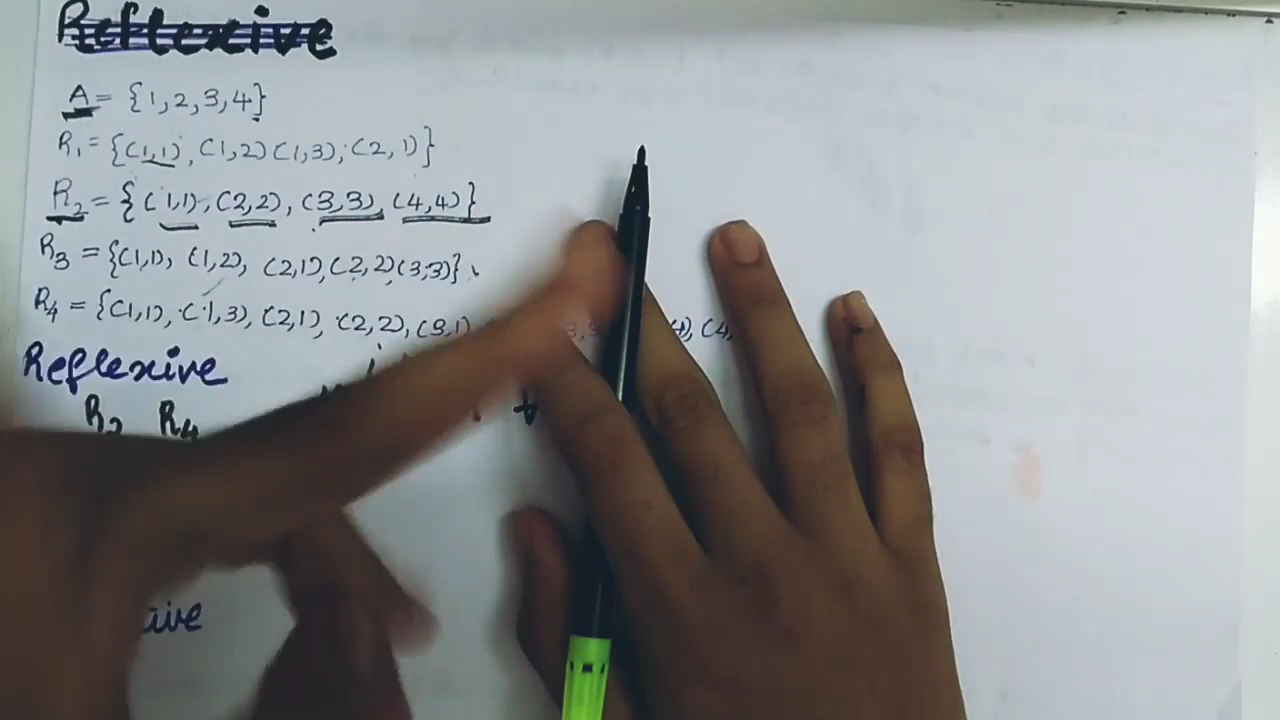 Reflexive
A = {1,2,3,4}
R1 = {(1,1), (1,2) (1,3), (2,1)}
R2 = {(1,1), (2,2), (3,3), (4,4)}
R3 = {(1,1), (1,2), (2,1), (2,2) (3,3)}
R4 = {(1,1), (1,3), (2,1), (2,2), (3,1)
Reflexive
R2 R4